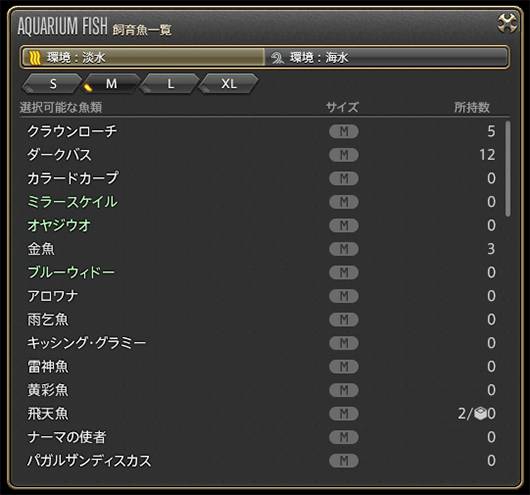 AQUARIUM FISH 飼育魚一覧
環境：淡水 環境：海水
S M L XL
選択可能な魚類 サイズ 所持数
クラウンローチ M 5
ダークバス M 12
カラードカープ M 0
ミラースケイル M 0
オヤジウオ M 0
金魚 M 3
ブルーウィドー M 0
アロワナ M 0
雨乞魚 M 0
キッシング・グラミー M 0
雷神魚 M 0
黄彩魚 M 0
飛天魚 M 2/0
ナーマの使者 M 0
パガルザンディスカス M 0